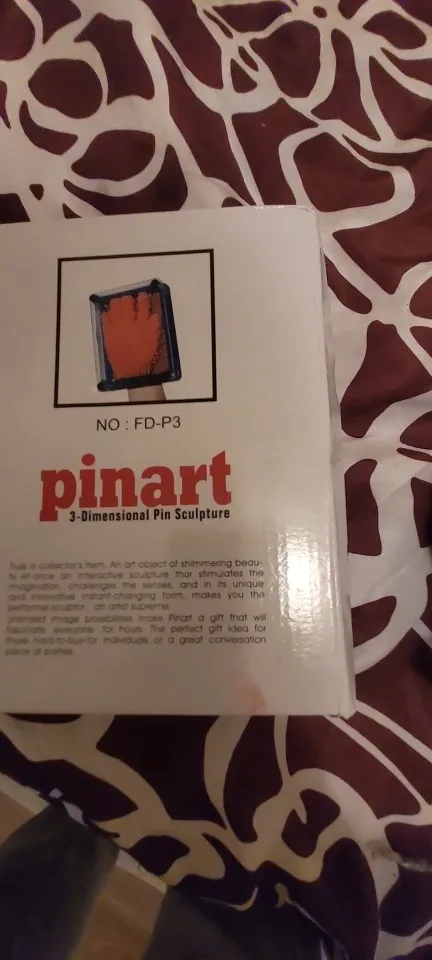 NO : FD-P3
pinart
3-Dimensional Pin Sculpture
Truly a collector's item. An art object of shimmering beau-
ty. At once an interactive sculpture that stimulates the
imagination, challenges the senses, and in its unique
and innovative instant-changing form, makes you the
performer,sculptor...an artist supreme.
Unlimited image possibilities make Pinart a gift that will
fascinate everyone for hours. The perfect gift idea for
those hard-to-buy-for individuals or a great conversation
piece at parties.